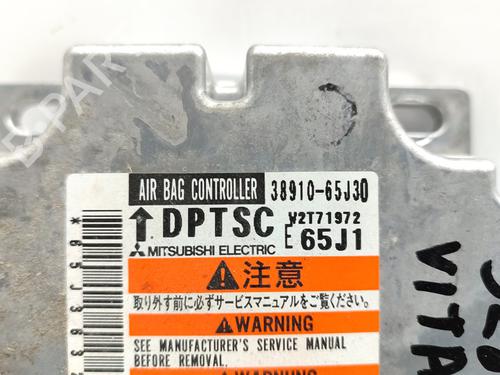 AIR BAG CONTROLLER 38910-65J30
↑DPTSC W2T71972
E 65J1
MITSUBISHI ELECTRIC
⚠注意
取り外す前に必ずサービスマニュアルをご覧ください。
⚠WARNING
SEE MANUFACTURER'S SERVICE MANUAL
BEFORE REMOVAL.
B-PARTS
VITA